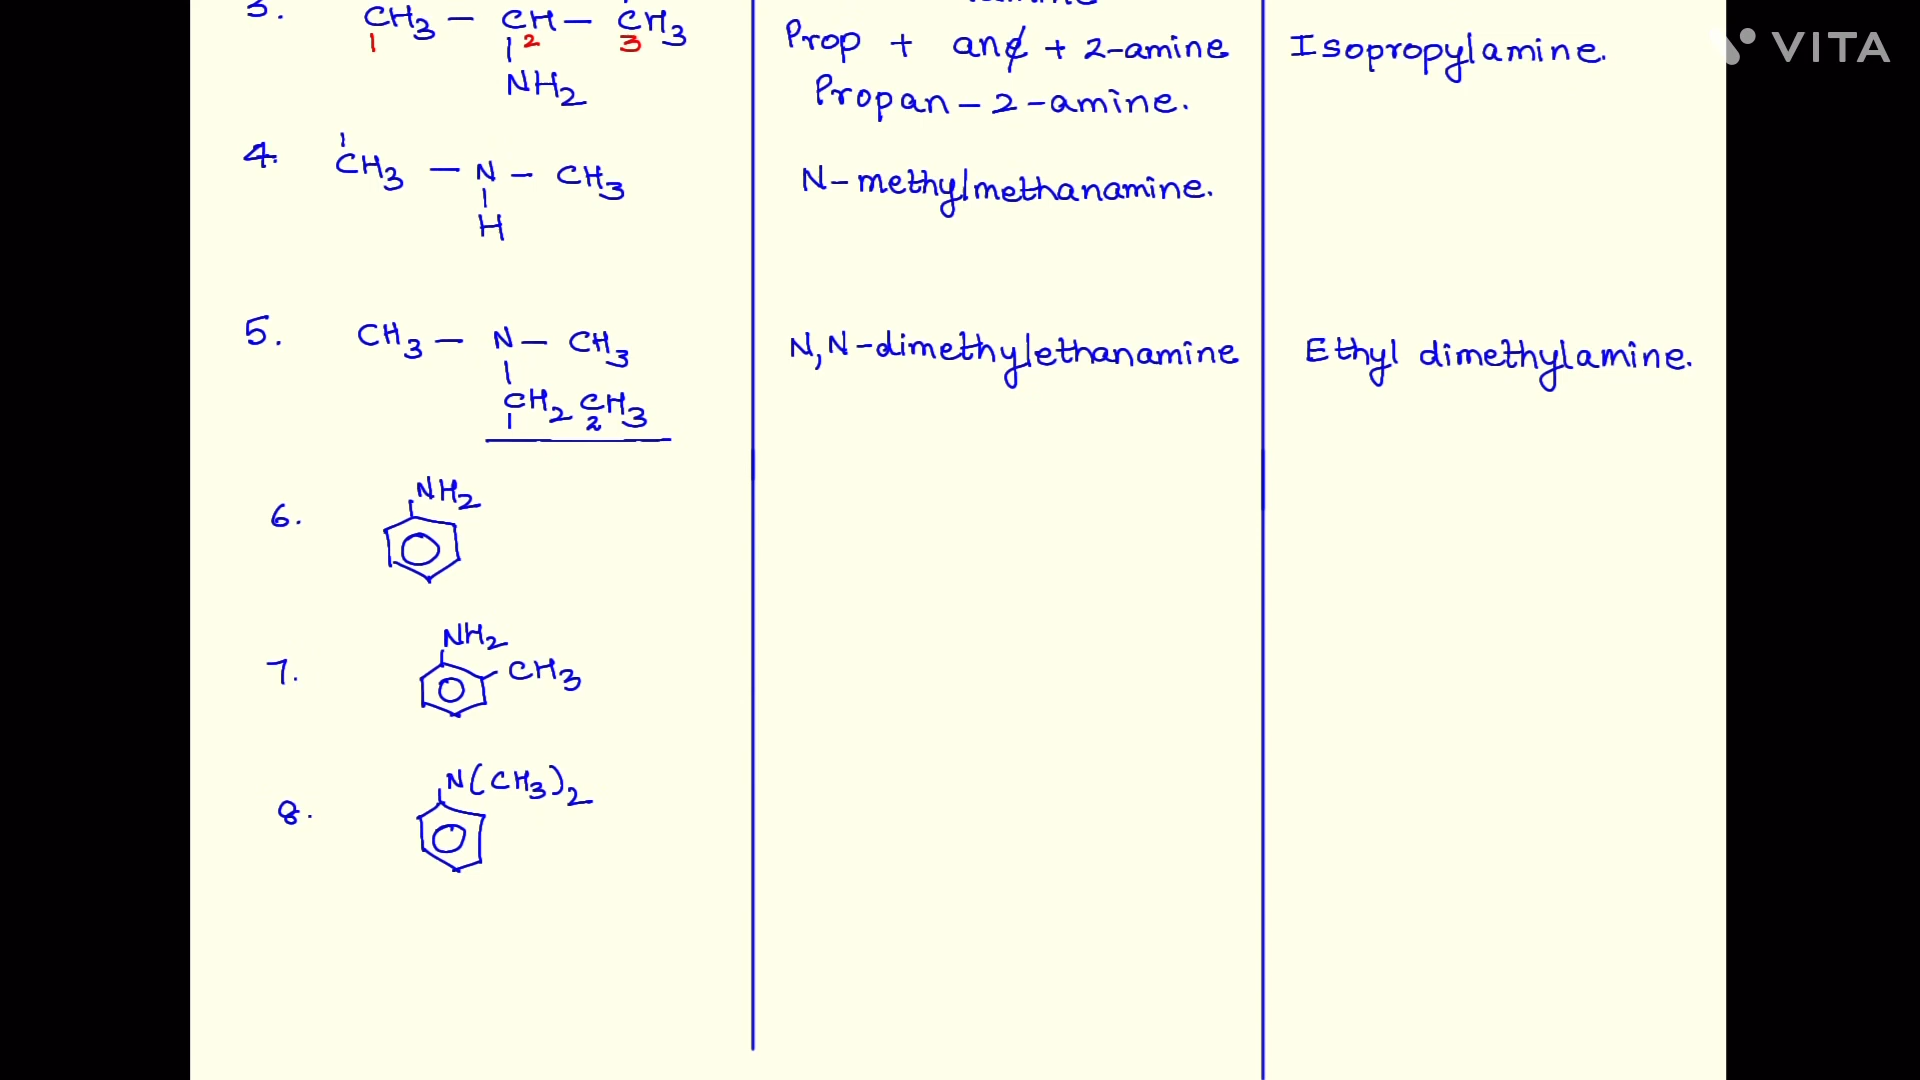 3. CH3 – CH – CH3
1 2 3
NH2
Prop + ane + 2-amine
Propan – 2 – amine.
Isopropylamine.
VITA
4. CH3 – N – CH3
1
H
N-methylmethanamine.
5. CH3 – N – CH3
CH2 CH3
1 2
N,N-dimethylethanamine
Ethyl dimethylamine.
6. NH2
7. NH2
CH3
8. N(CH3)2